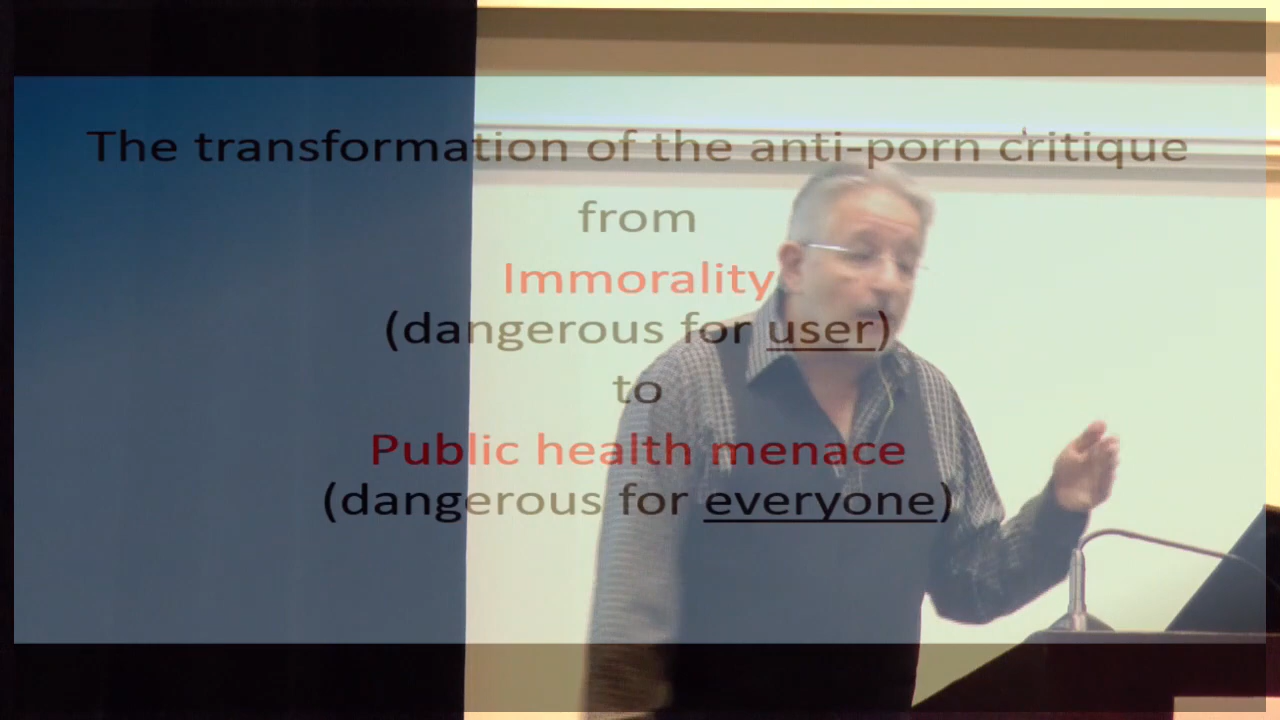 The transformation of the anti-porn critique
from
Immorality
(dangerous for user)
to
Public health menace
(dangerous for everyone)